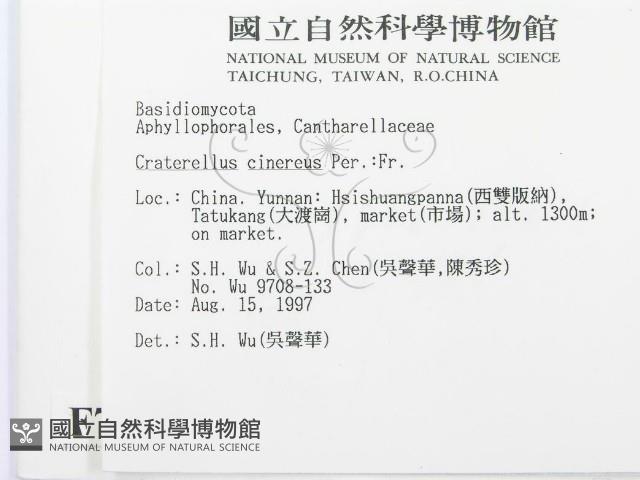 國立自然科學博物館
NATIONAL MUSEUM OF NATURAL SCIENCE
TAICHUNG, TAIWAN, R.O.CHINA
Basidiomycota
Aphyllophorales, Cantharellaceae
Craterellus cinereus Per.:Fr.
Loc.: China. Yunnan: Hsishuangpanna(西雙版納),
Tatukang(大渡崗), market(市場); alt. 1300m;
on market.
Col.: S.H. Wu & S.Z. Chen(吳聲華,陳秀珍)
No. Wu 9708-133
Date: Aug. 15, 1997
Det.: S.H. Wu(吳聲華)
國立自然科學博物館
NATIONAL MUSEUM OF NATURAL SCIENCE